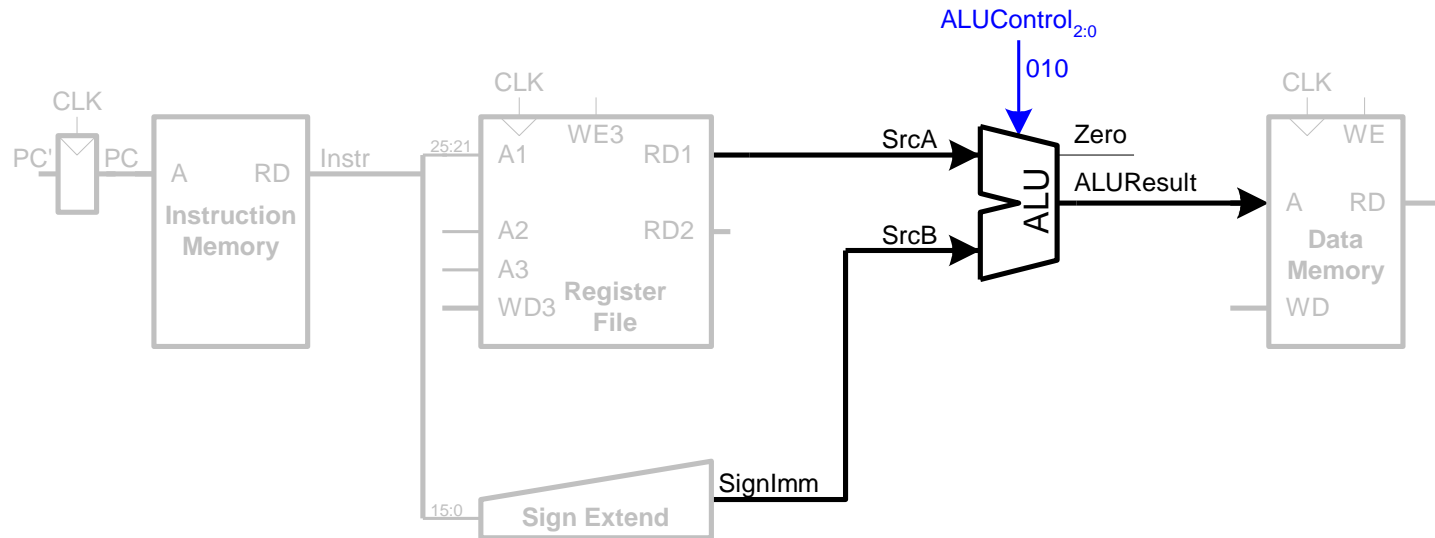 ALUControl2:0
010
CLK
CLK
CLK
PC'
PC
A
RD
Instr
Instruction
Memory
25:21
A1
WE3
RD1
A2
RD2
A3
WD3
Register
File
SrcA
SrcB
ALU
Zero
ALUResult
WE
A
RD
Data
Memory
WD
SignImm
15:0
Sign Extend